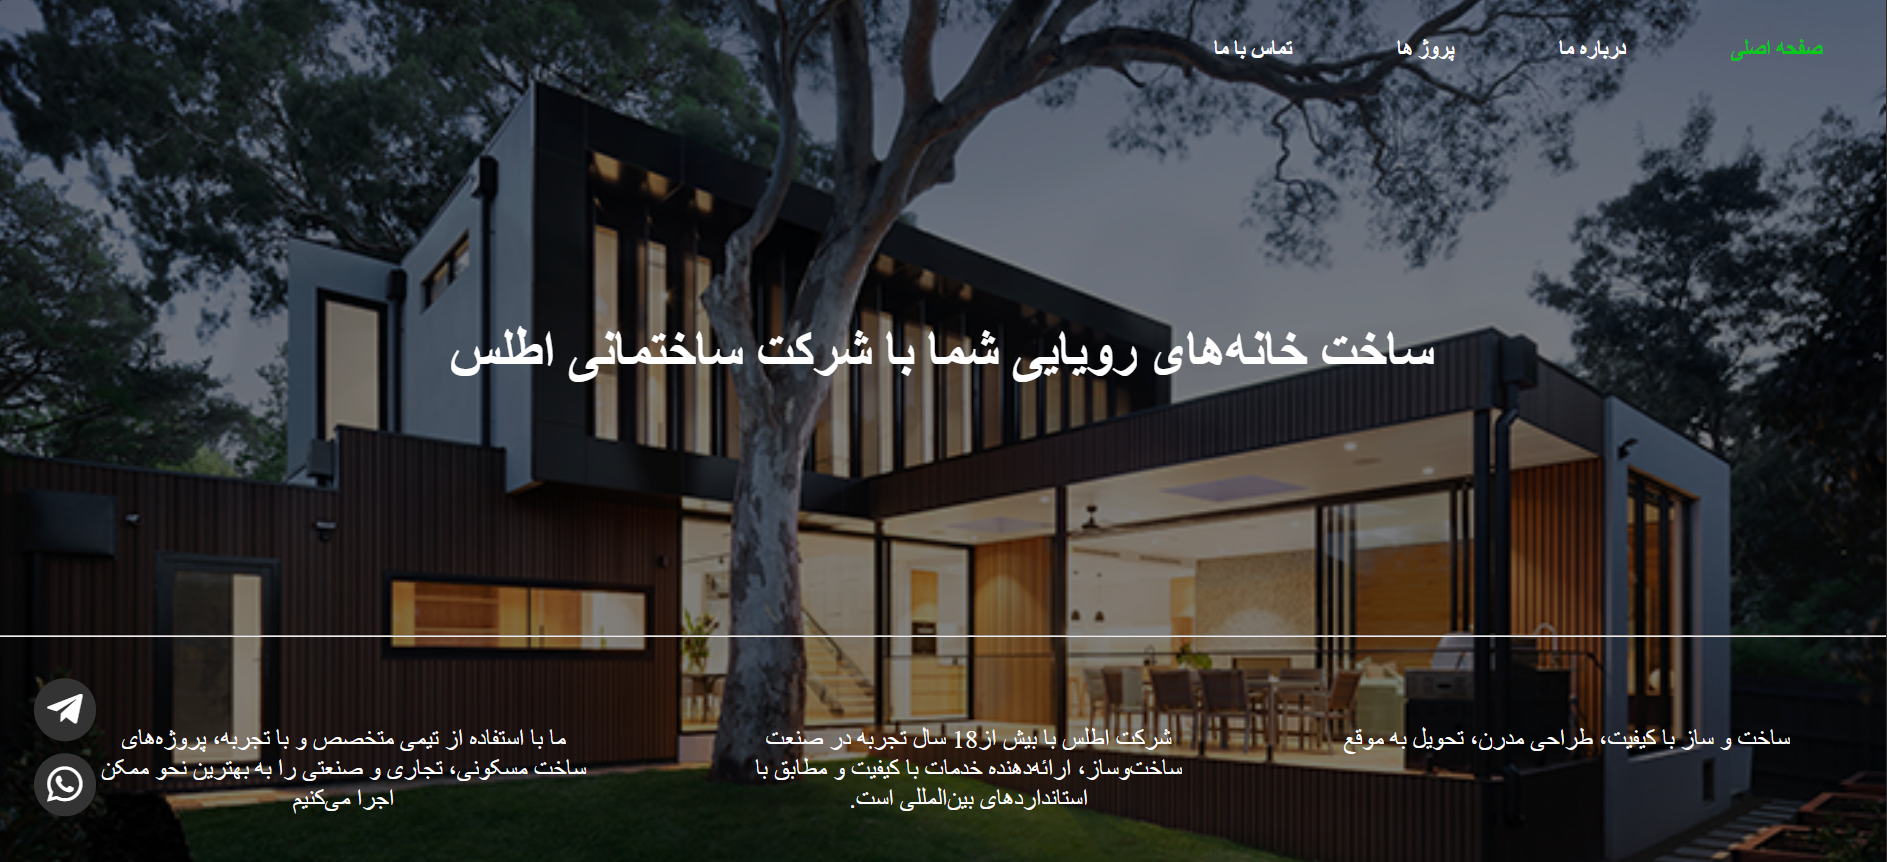 صفحه اصلی
درباره ما
پروژ ها
تماس با ما
ساخت خانه‌های رویایی شما با شرکت ساختمانی اطلس
ساخت و ساز با کیفیت، طراحی مدرن، تحویل به موقع
شرکت اطلس با بیش از18 سال تجربه در صنعت
ساخت‌وساز، ارائه‌دهنده خدمات با کیفیت و مطابق با
استانداردهای بین‌المللی است.
ما با استفاده از تیمی متخصص و با تجربه، پروژه‌های
ساخت مسکونی، تجاری و صنعتی را به بهترین نحو ممکن
اجرا می‌کنیم